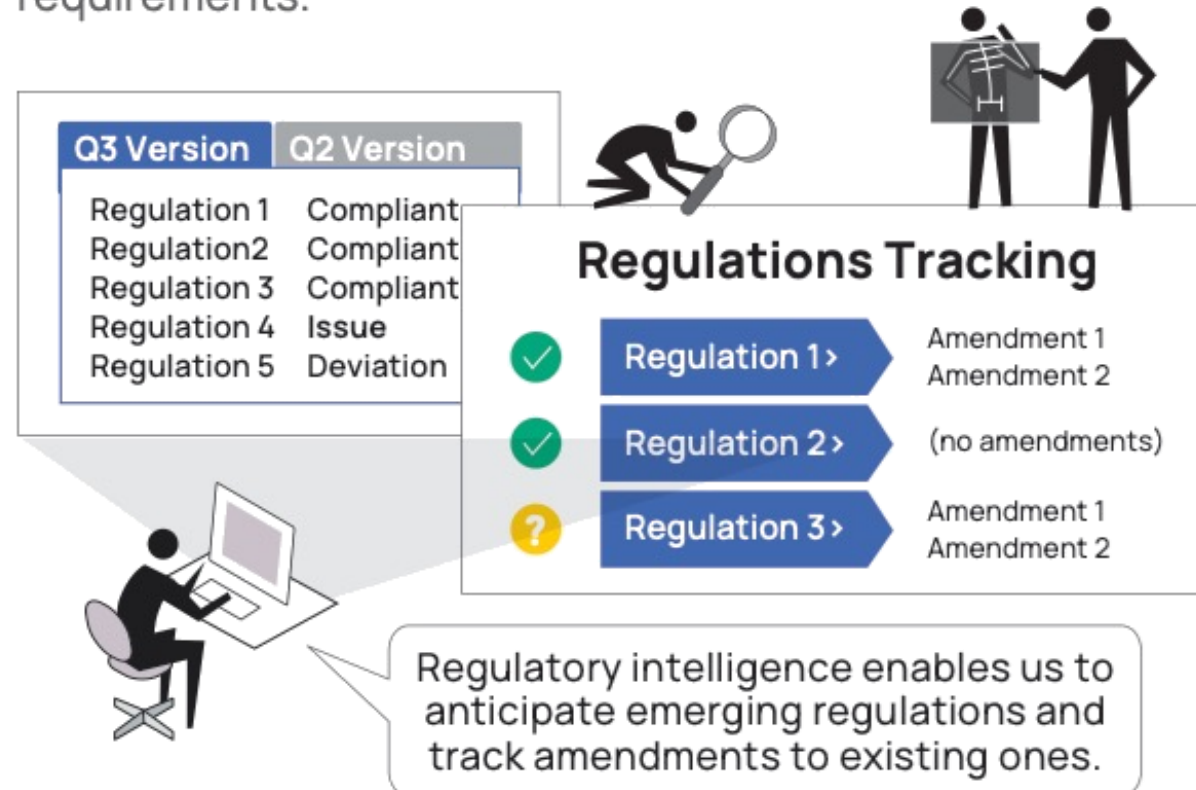 requirements.
Q3 Version Q2 Version
Regulation 1 Compliant
Regulation2 Compliant
Regulation 3 Compliant
Regulation 4 Issue
Regulation 5 Deviation
Regulations Tracking
Regulation 1>
Amendment 1
Amendment 2
Regulation 2>
(no amendments)
?
Regulation 3>
Amendment 1
Amendment 2
Regulatory intelligence enables us to
anticipate emerging regulations and
track amendments to existing ones.